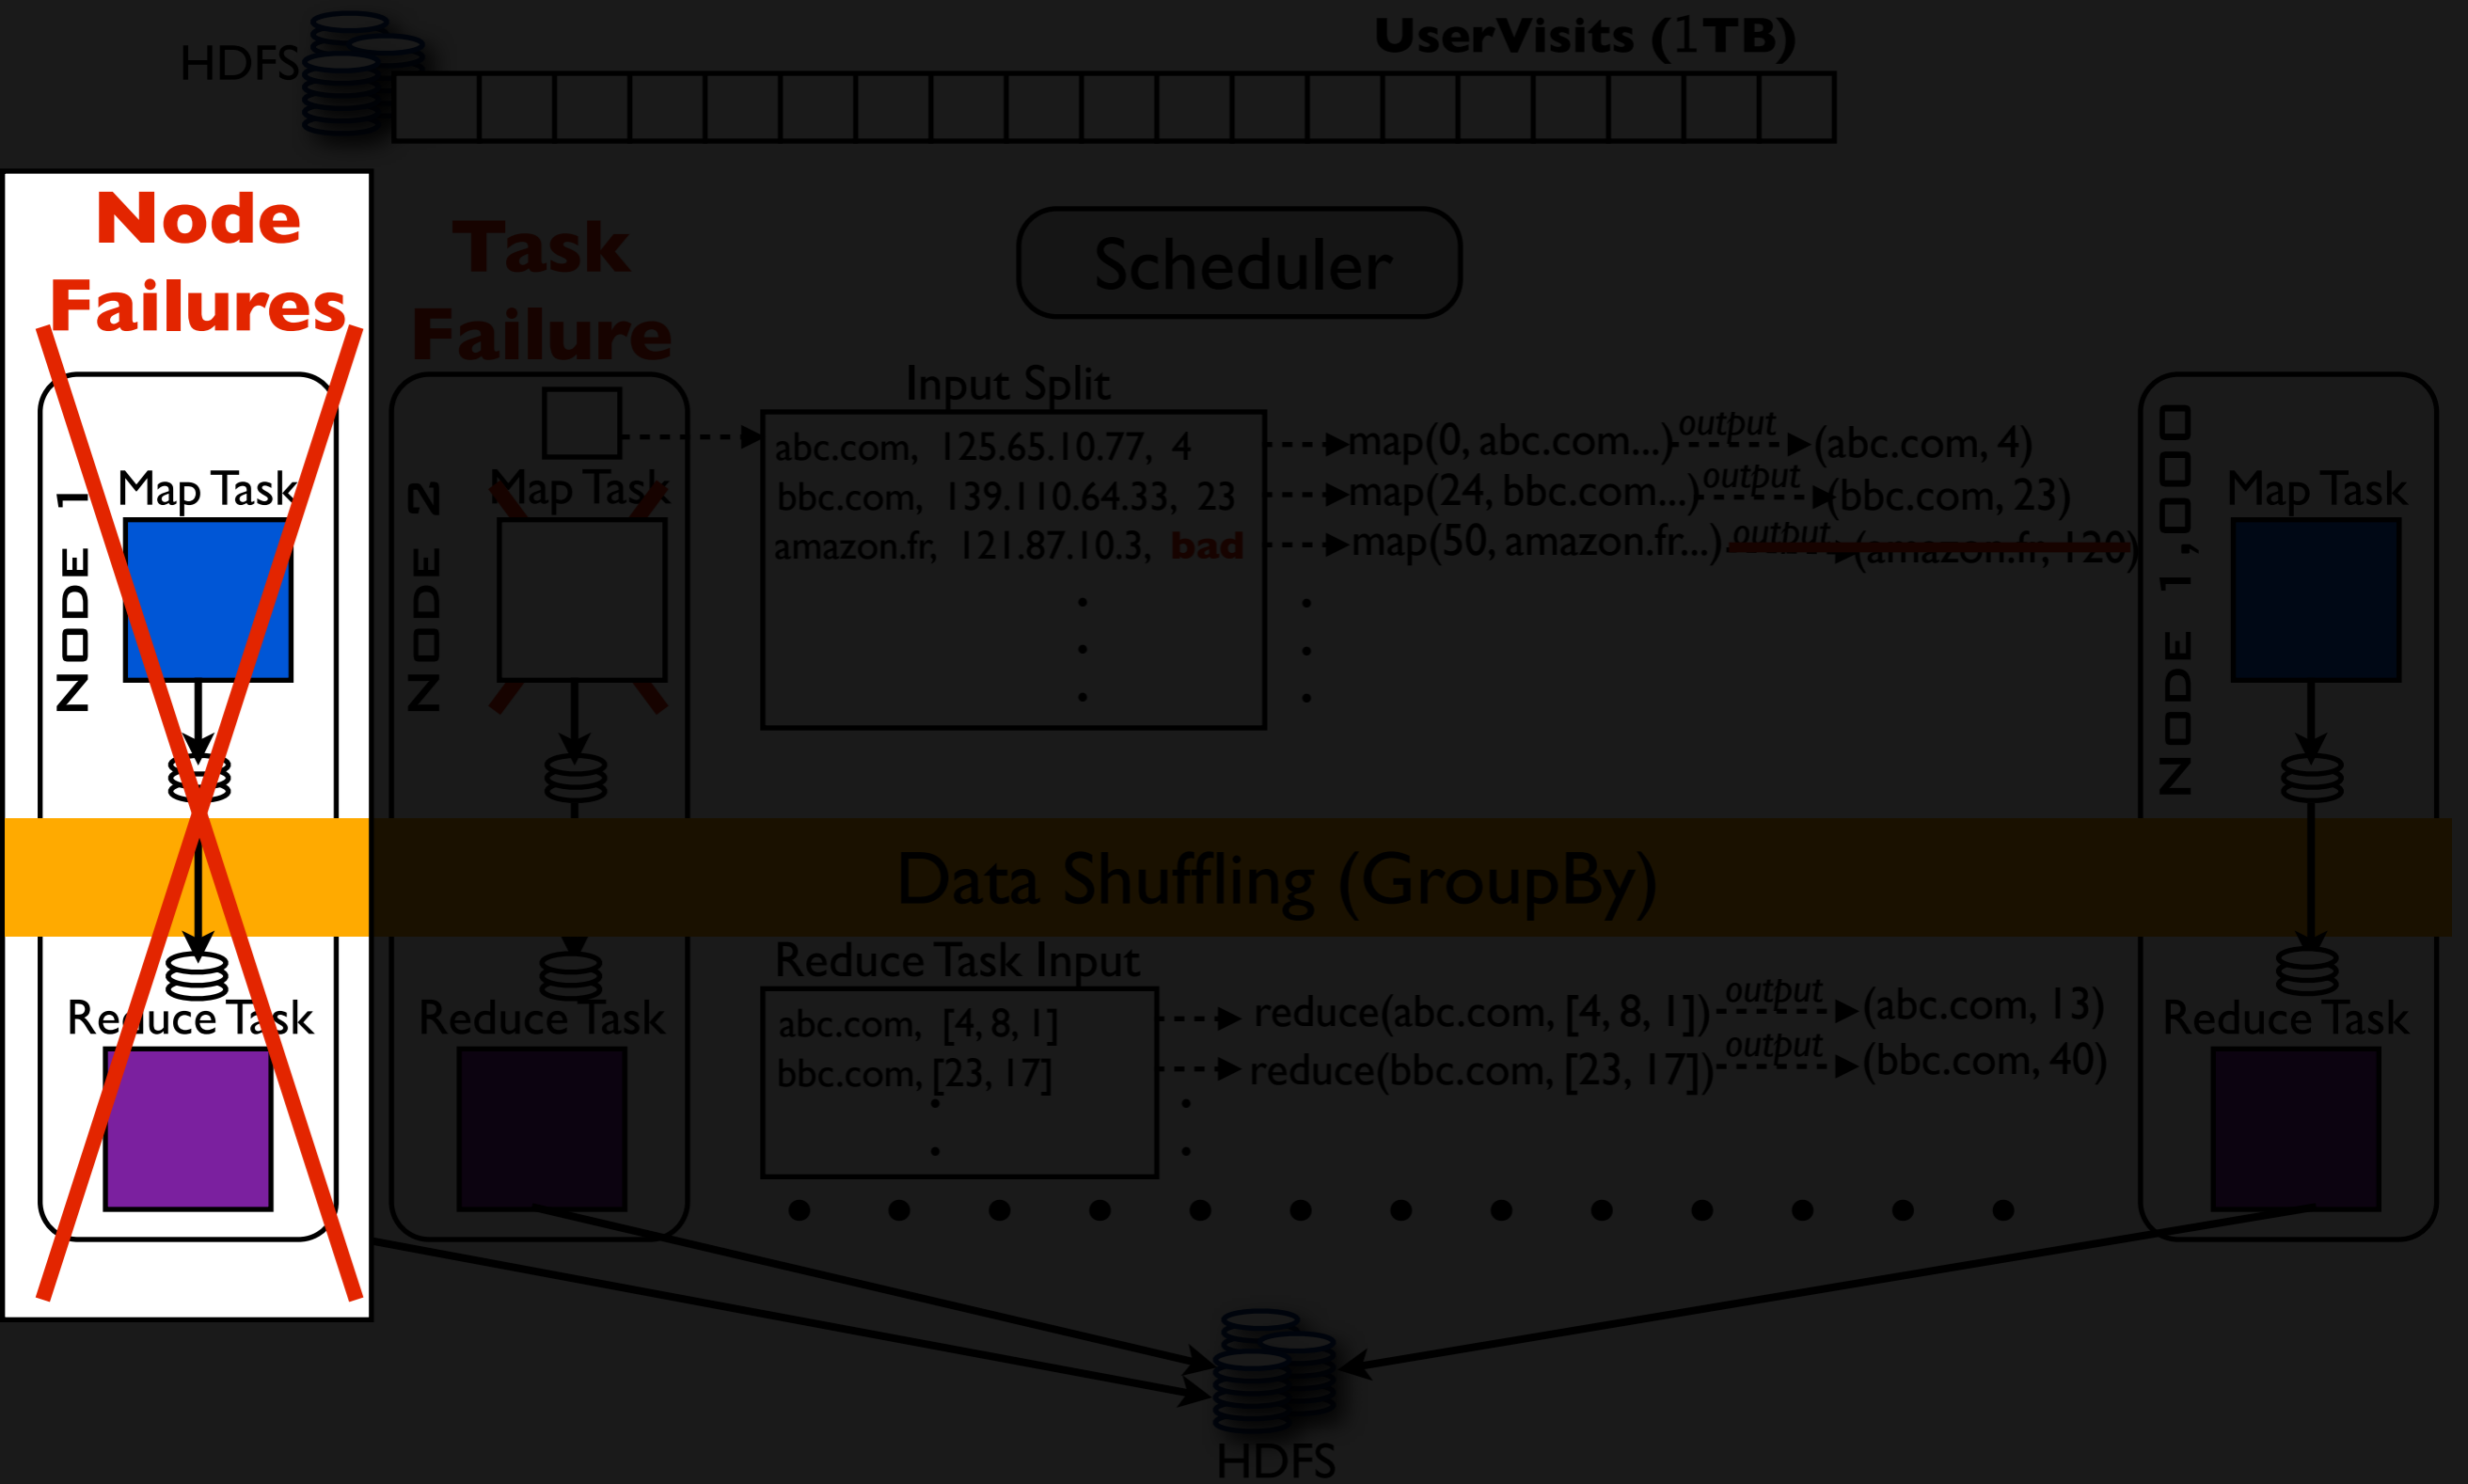 UserVisits (1TB)
HDFS
Node
Failures
Task
Failure
Scheduler
Input Split
abc.com, 125.65.10.77, 4
bbc.com, 139.110.64.33, 23
amazon.fr, 121.87.10.3, bad
map(0, abc.com...) output (abc.com, 4)
map(24, bbc.com...) output (bbc.com, 23)
map(50, amazon.fr...) output (amazon.fr, 120)
NODE 1
Map Task
NODE 2
Map Task
NODE 1,000
Map Task
Data Shuffling (GroupBy)
Reduce Task Input
abc.com, [4, 8, 1]
bbc.com, [23, 17]
reduce(abc.com, [4, 8, 1]) output (abc.com, 13)
reduce(bbc.com, [23, 17]) output (bbc.com, 40)
Reduce Task
Reduce Task
Reduce Task
HDFS